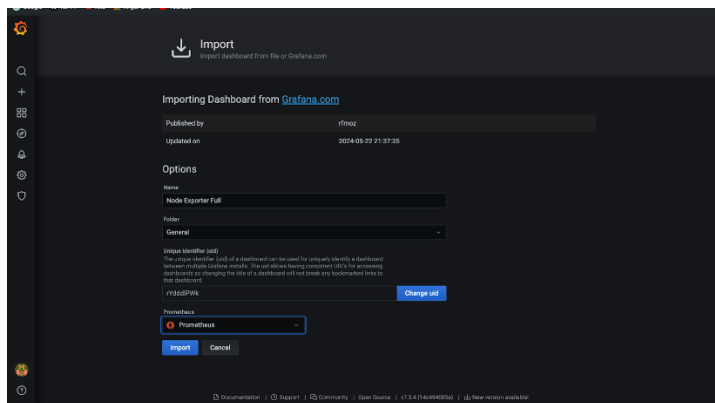 Import
Import dashboard from file or Grafana.com
Importing Dashboard from Grafana.com
Published by rfmoz
Updated on 2024-05-22 21:37:35
Options
Name
Node Exporter Full
Folder
General
Unique identifier (uid)
The unique identifier (uid) of a dashboard can be used for uniquely identify a dashboard
between multiple Grafana installs. The uid allows having consistent URL's for accessing
dashboards so changing the title of a dashboard will not break any bookmarked links to
that dashboard.
rYdddlPWk Change uid
Prometheus
Prometheus
Import Cancel
Documentation | Support | Community | Open Source | v7.3.4 | New version available!